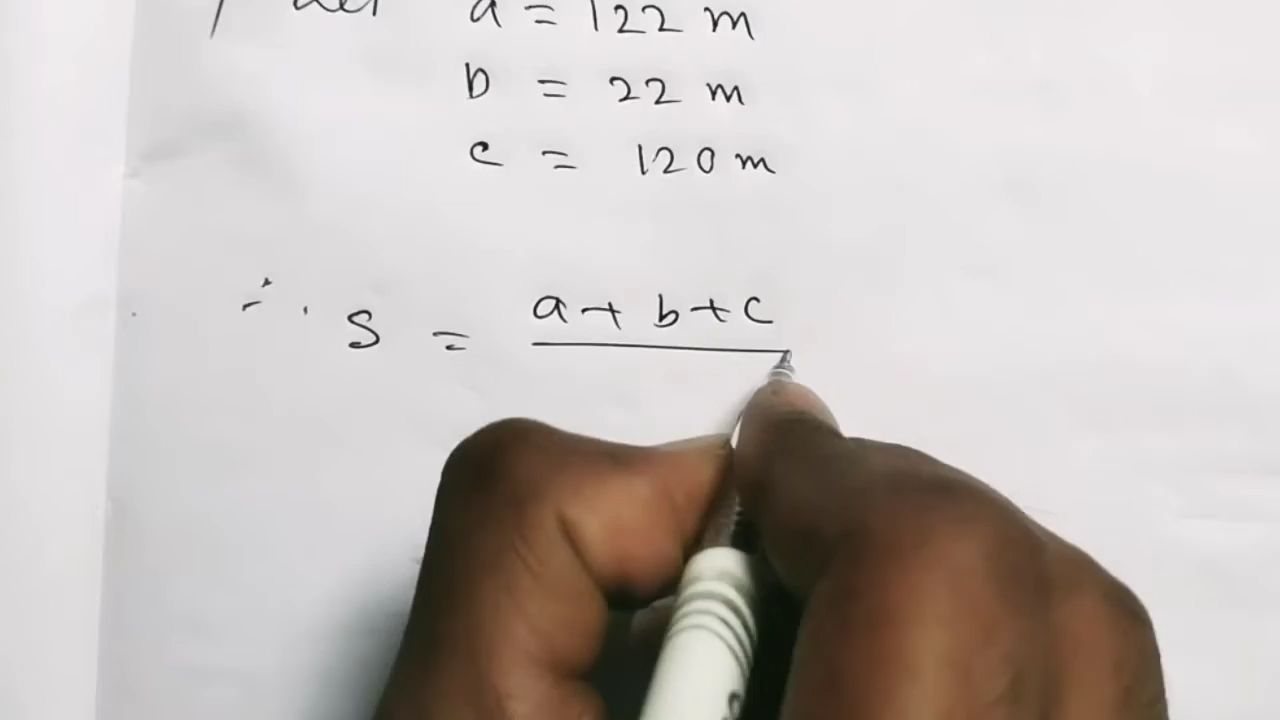 a = 122 m
b = 22 m
c = 120 m
∴ S = a + b + c